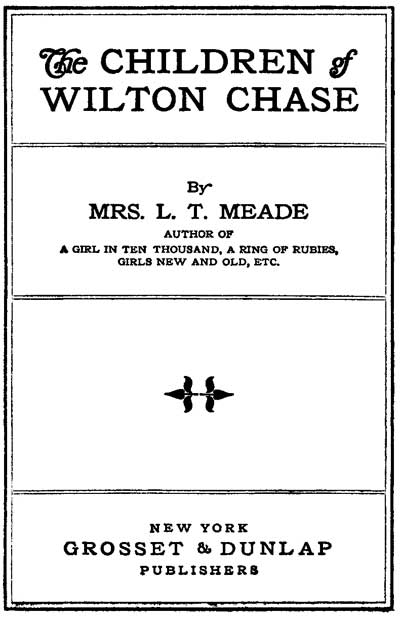 The CHILDREN of
WILTON CHASE
By
MRS. L. T. MEADE
AUTHOR OF
A GIRL IN TEN THOUSAND, A RING OF RUBIES,
GIRLS NEW AND OLD, ETC.
NEW YORK
GROSSET & DUNLAP
PUBLISHERS